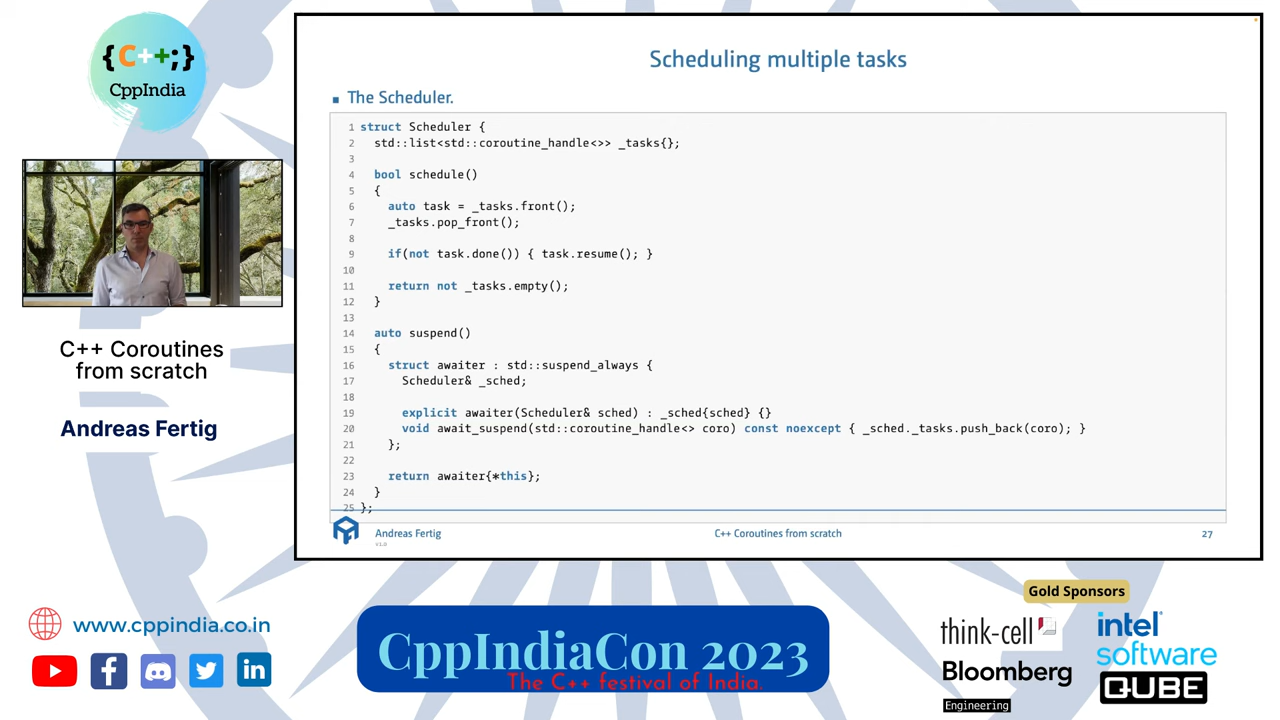 {C++;}
CppIndia
C++ Coroutines
from scratch
Andreas Fertig
Scheduling multiple tasks
▪ The Scheduler.
1 struct Scheduler {
2   std::list<std::coroutine_handle<>> _tasks{};
3
4   bool schedule()
5   {
6     auto task = _tasks.front();
7     _tasks.pop_front();
8
9     if(not task.done()) { task.resume(); }
10
11     return not _tasks.empty();
12   }
13
14   auto suspend()
15   {
16     struct awaiter : std::suspend_always {
17       Scheduler& _sched;
18
19       explicit awaiter(Scheduler& sched) : _sched{sched} {}
20       void await_suspend(std::coroutine_handle<> coro) const noexcept { _sched._tasks.push_back(coro); }
21     };
22
23     return awaiter{*this};
24   }
25 };
Andreas Fertig
v1.0
C++ Coroutines from scratch
27
www.cppindia.co.in
CppIndiaCon 2023
The C++ festival of India.
Gold Sponsors
think-cell
intel
software
Bloomberg
Engineering
QUBE